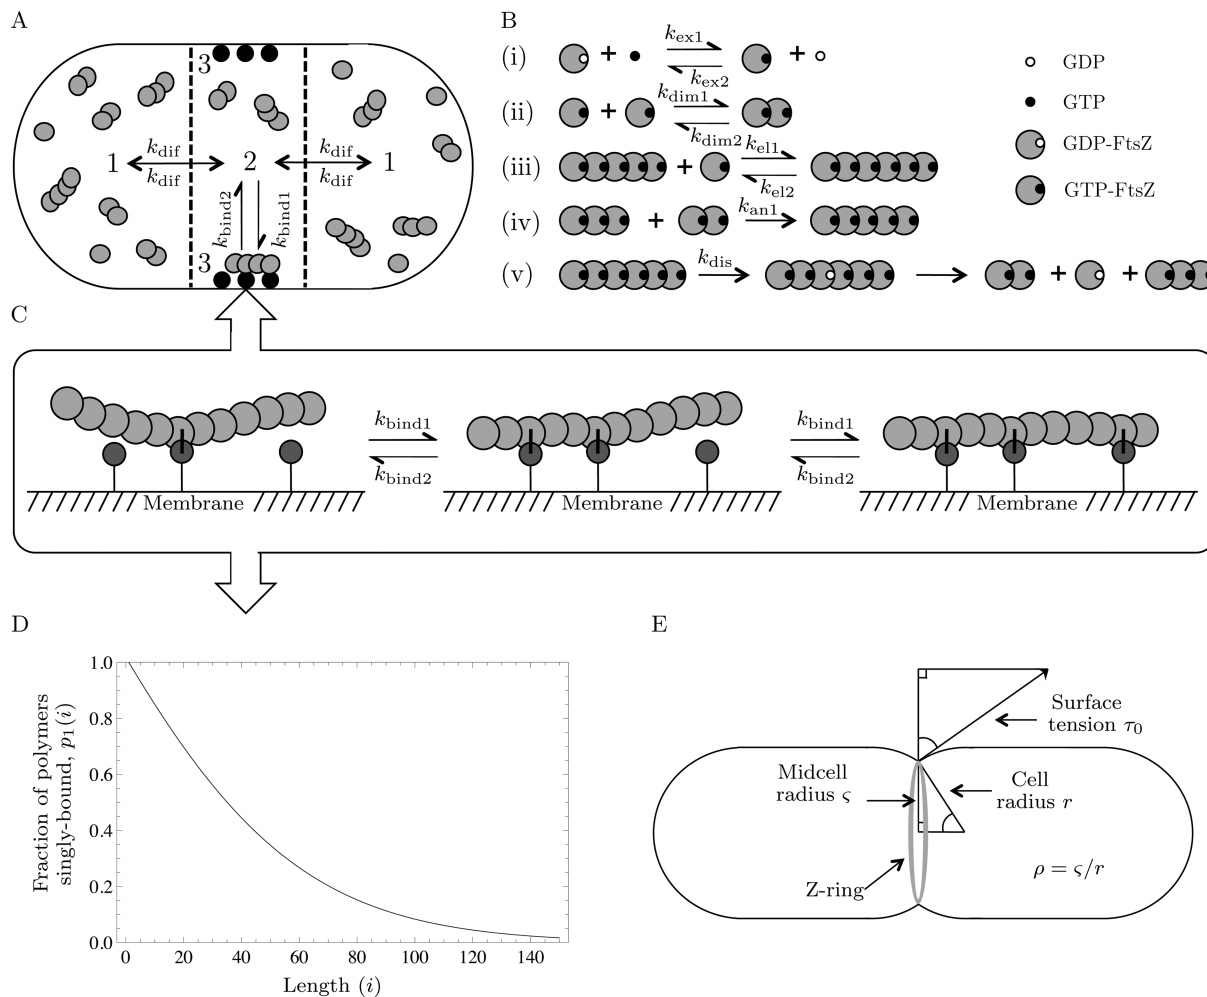 A
3
k_dif
k_dif
1
2
1
k_dif
k_dif
k_bind2
k_bind1
3
B
(i)
+
k_ex1
k_ex2
+
(ii)
+
k_dim1
k_dim2
(iii)
+
k_el1
k_el2
(iv)
+
k_an1
(v)
k_dis
+
+
GDP
GTP
GDP-FtsZ
GTP-FtsZ
C
k_bind1
k_bind2
k_bind1
k_bind2
Membrane
Membrane
Membrane
D
Fraction of polymers
singly-bound, p₁(i)
1.0
0.8
0.6
0.4
0.2
0.0
0 20 40 60 80 100 120 140
Length (i)
E
Surface
tension τ₀
Midcell
radius ς
Cell
radius r
Z-ring
ρ = ς/r